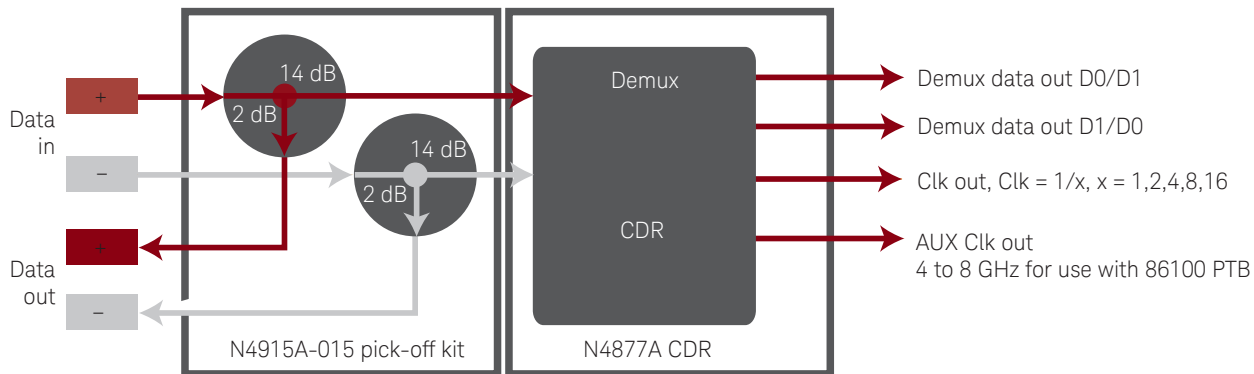 Data
in
+
–
Data
out
+
–
14 dB
2 dB
14 dB
2 dB
N4915A-015 pick-off kit
Demux
CDR
N4877A CDR
Demux data out D0/D1
Demux data out D1/D0
Clk out, Clk = 1/x, x = 1,2,4,8,16
AUX Clk out
4 to 8 GHz for use with 86100 PTB